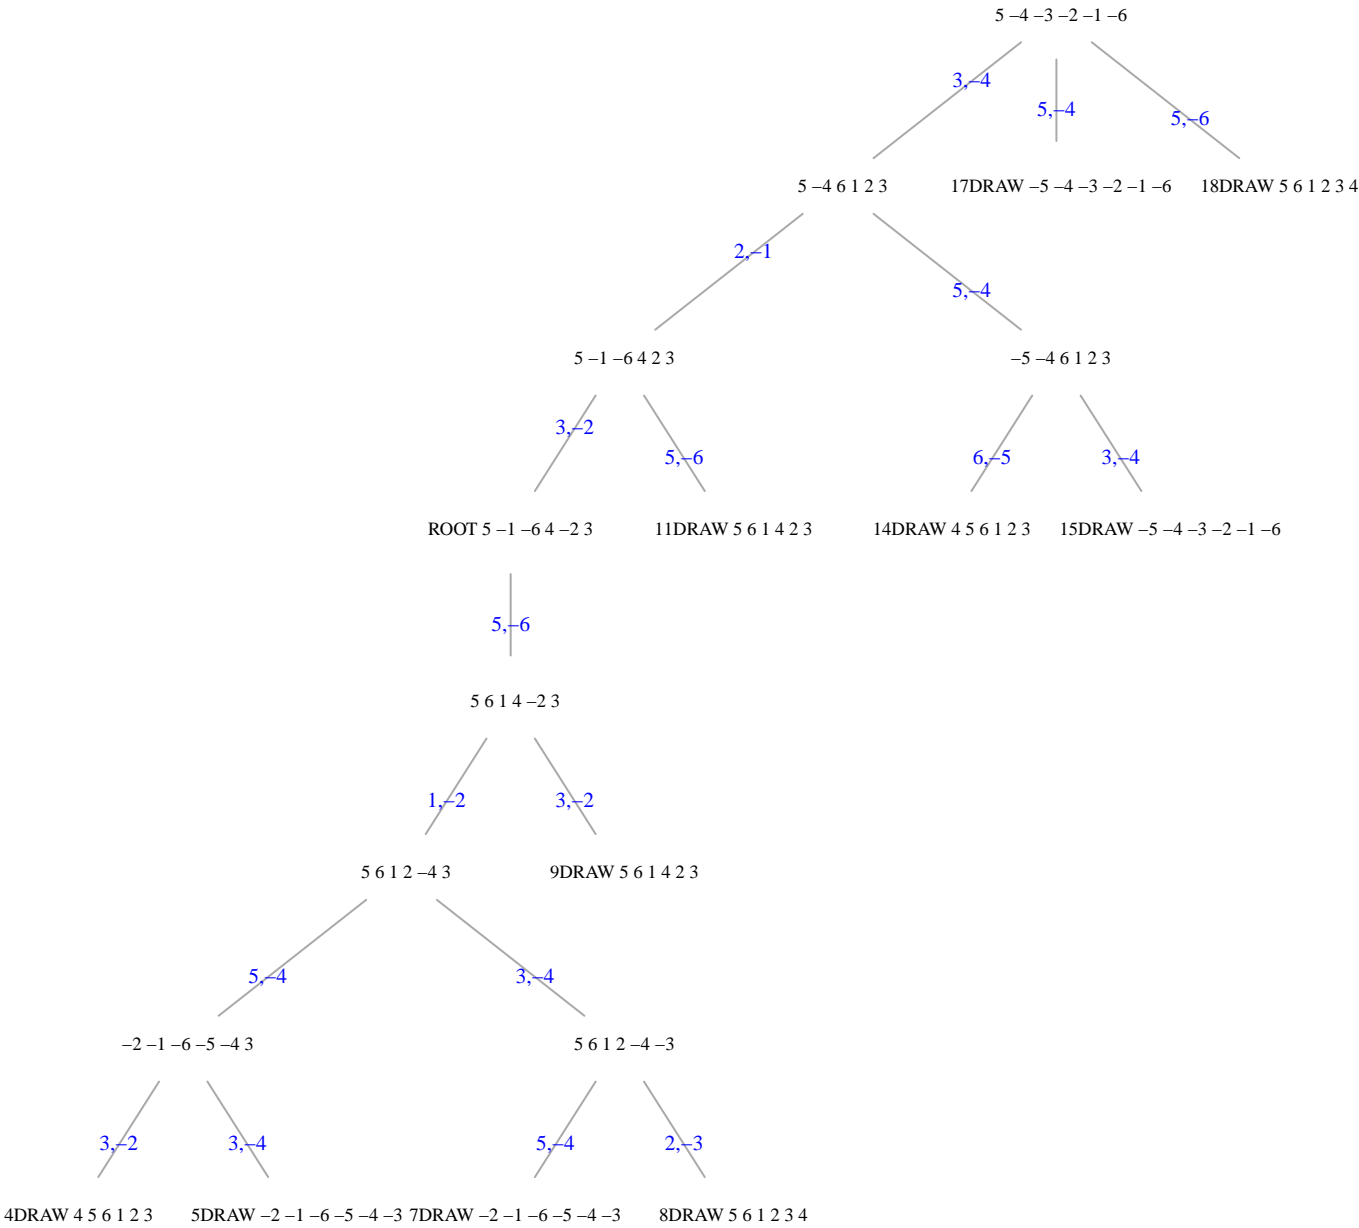 5 –4 –3 –2 –1 –6
3,–4
5,–4
5,–6
5 –4 6 1 2 3
17DRAW –5 –4 –3 –2 –1 –6
18DRAW 5 6 1 2 3 4
2,–1
5,–4
5 –1 –6 4 2 3
–5 –4 6 1 2 3
3,–2
5,–6
6,–5
3,–4
ROOT 5 –1 –6 4 –2 3
11DRAW 5 6 1 4 2 3
14DRAW 4 5 6 1 2 3
15DRAW –5 –4 –3 –2 –1 –6
5,–6
5 6 1 4 –2 3
1,–2
3,–2
5 6 1 2 –4 3
9DRAW 5 6 1 4 2 3
5,–4
3,–4
–2 –1 –6 –5 –4 3
5 6 1 2 –4 –3
3,–2
3,–4
5,–4
2,–3
4DRAW 4 5 6 1 2 3
5DRAW –2 –1 –6 –5 –4 –3
7DRAW –2 –1 –6 –5 –4 –3
8DRAW 5 6 1 2 3 4